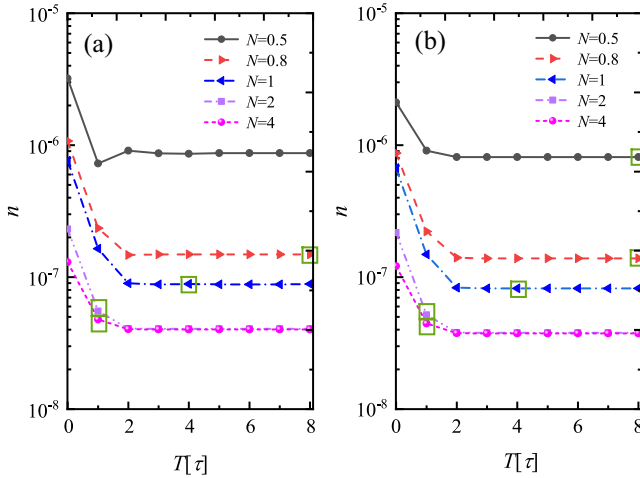 (a)
N=0.5
N=0.8
N=1
N=2
N=4
10⁻⁵
10⁻⁶
10⁻⁷
10⁻⁸
n
0 2 4 6 8
T[τ]
(b)
N=0.5
N=0.8
N=1
N=2
N=4
10⁻⁵
10⁻⁶
10⁻⁷
10⁻⁸
n
0 2 4 6 8
T[τ]